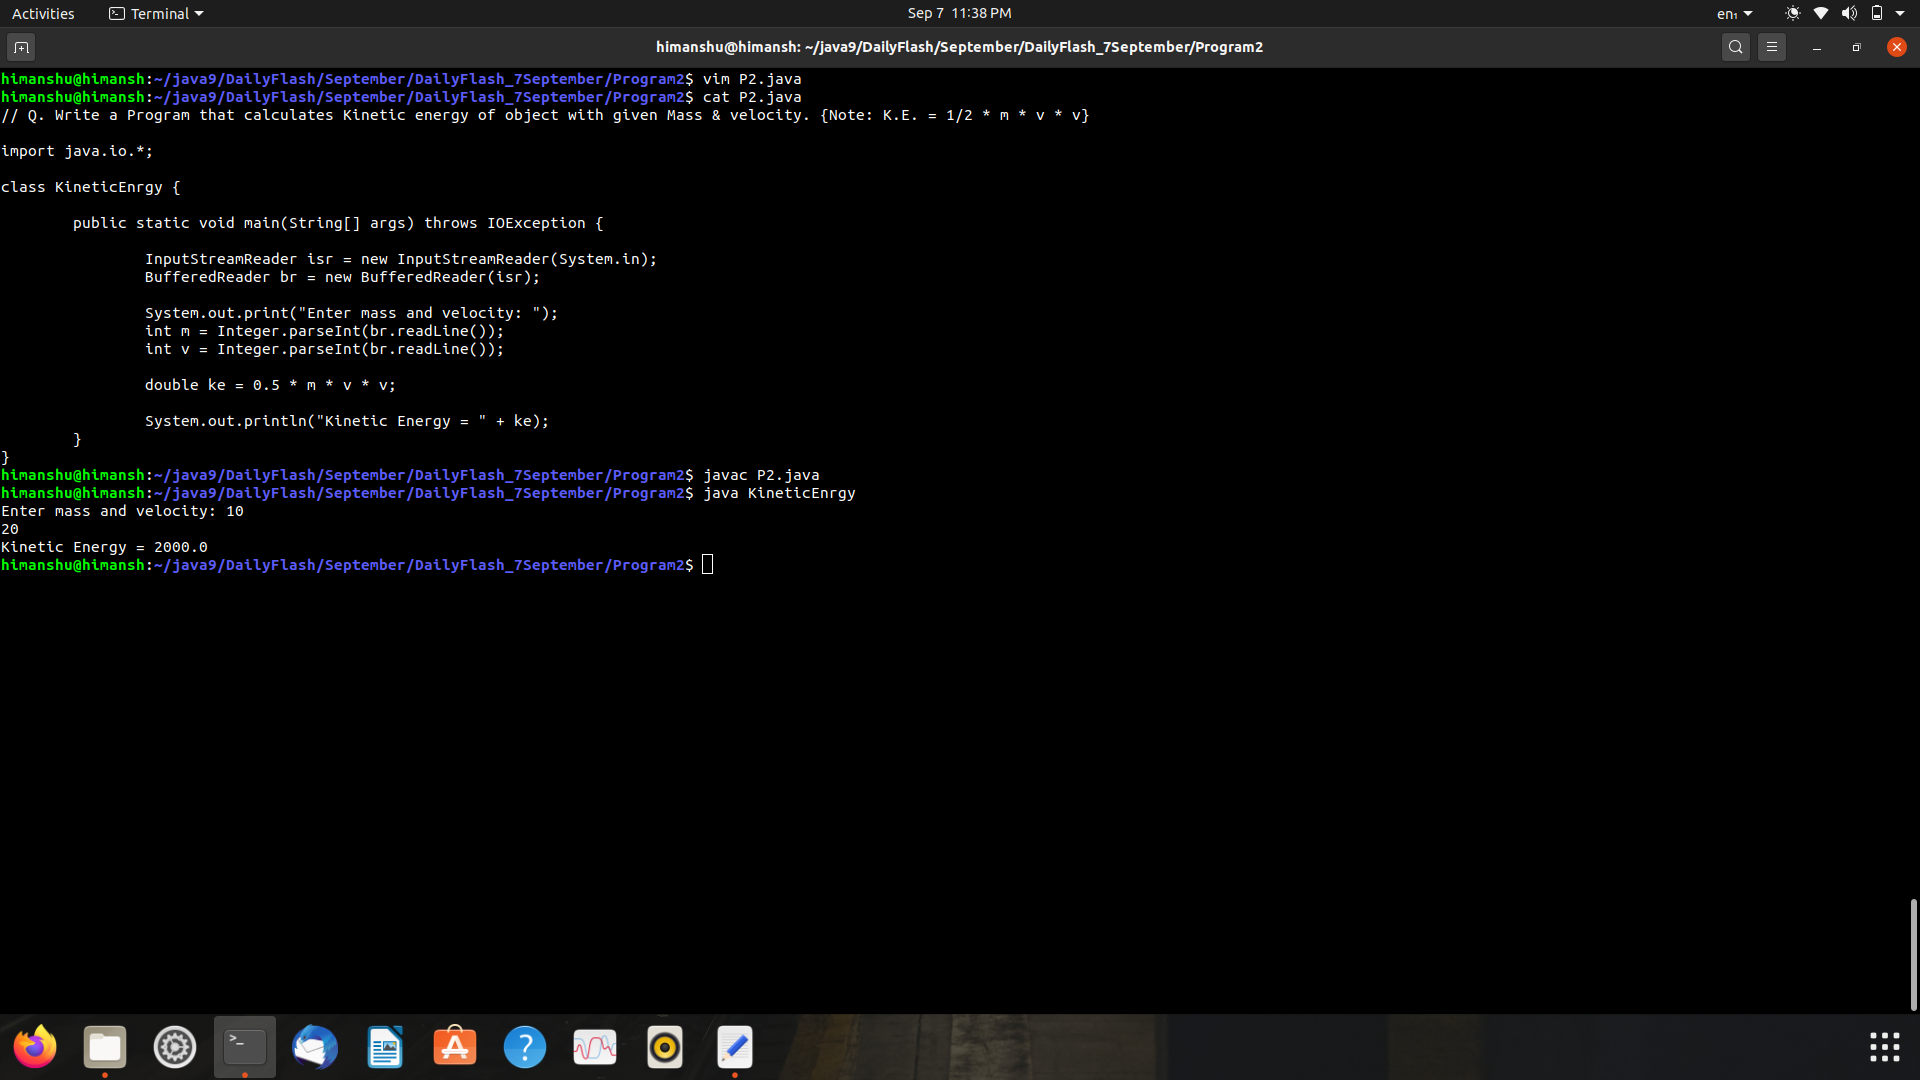 Activities Terminal Sep 7 11:38 PM en₁
himanshu@himansh: ~/java9/DailyFlash/September/DailyFlash_7September/Program2
himanshu@himansh:~/java9/DailyFlash/September/DailyFlash_7September/Program2$ vim P2.java
himanshu@himansh:~/java9/DailyFlash/September/DailyFlash_7September/Program2$ cat P2.java
// Q. Write a Program that calculates Kinetic energy of object with given Mass & velocity. {Note: K.E. = 1/2 * m * v * v}
import java.io.*;
class KineticEnrgy {
public static void main(String[] args) throws IOException {
InputStreamReader isr = new InputStreamReader(System.in);
BufferedReader br = new BufferedReader(isr);
System.out.print("Enter mass and velocity: ");
int m = Integer.parseInt(br.readLine());
int v = Integer.parseInt(br.readLine());
double ke = 0.5 * m * v * v;
System.out.println("Kinetic Energy = " + ke);
}
}
himanshu@himansh:~/java9/DailyFlash/September/DailyFlash_7September/Program2$ javac P2.java
himanshu@himansh:~/java9/DailyFlash/September/DailyFlash_7September/Program2$ java KineticEnrgy
Enter mass and velocity: 10
20
Kinetic Energy = 2000.0
himanshu@himansh:~/java9/DailyFlash/September/DailyFlash_7September/Program2$